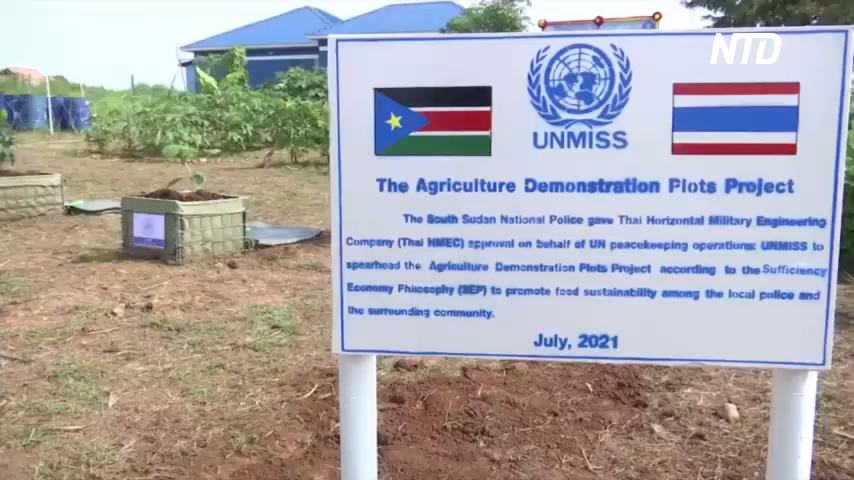 NTD
UNMISS
The Agriculture Demonstration Plots Project
The South Sudan National Police gave Thai Horizontal Military Engineering
Company (Thai HMEC) approval on behalf of UN peacekeeping operations: UNMISS to
spearhead the Agriculture Demonstration Plots Project according to the Sufficiency
Economy Philosophy (SEP) to promote food sustainability among the local police and
the surrounding community.
July, 2021